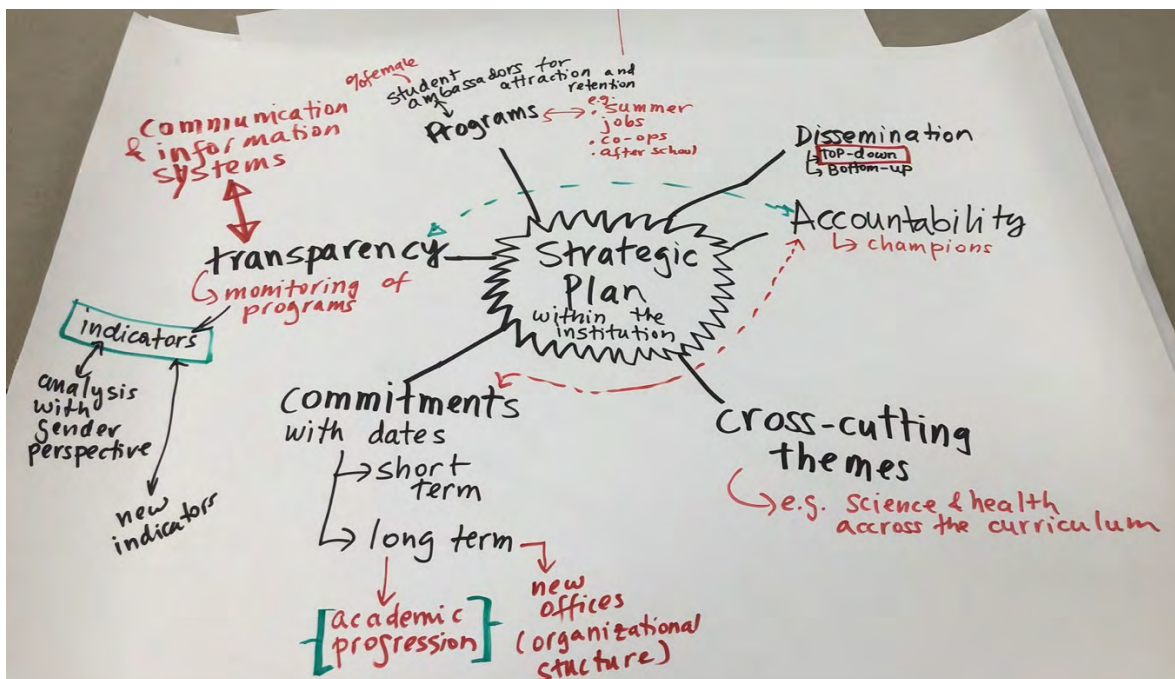 % female
student
ambassadors for
attraction and
retention
Programs
e.g.
• summer
jobs
• co-ops
• after school
Communication
& information
systems
transparency
monitoring of
programs
indicators
analysis
with
gender
perspective
new
indicators
Strategic
Plan
within the
institution
Dissemination
TOP-down
Bottom-up
Accountability
champions
commitments
with dates
short
term
long term
academic
progression
new
offices
(organizational
stucture)
cross-cutting
themes
e.g. science & health
accross the curriculum